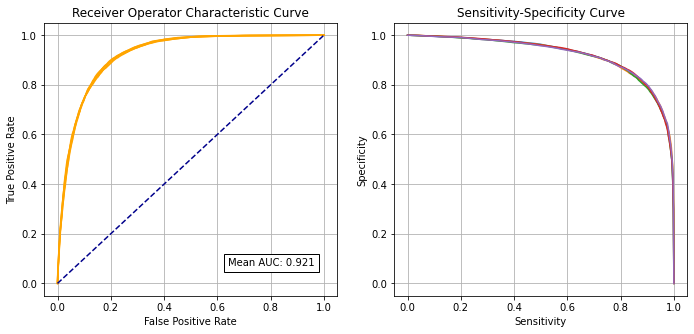 Receiver Operator Characteristic Curve
True Positive Rate
1.0
0.8
0.6
0.4
0.2
0.0
Mean AUC: 0.921
0.0 0.2 0.4 0.6 0.8 1.0
False Positive Rate
Sensitivity-Specificity Curve
Specificity
1.0
0.8
0.6
0.4
0.2
0.0
0.0 0.2 0.4 0.6 0.8 1.0
Sensitivity